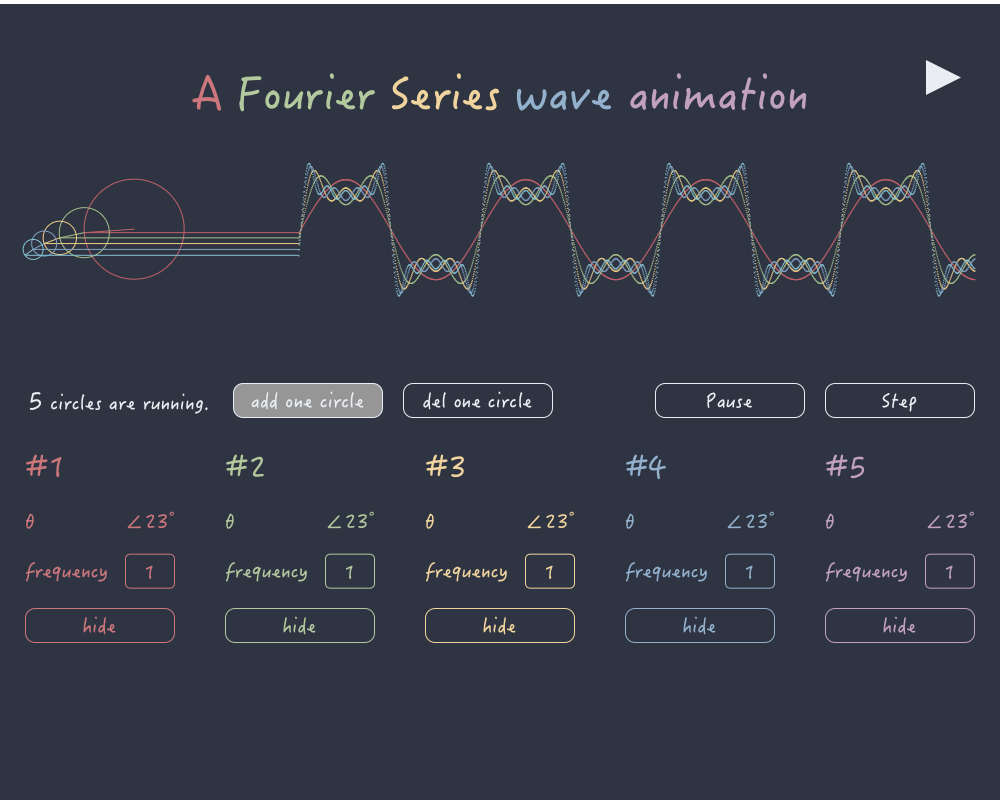 A Fourier Series wave animation
5 circles are running. add one circle del one circle Pause Step
#1 #2 #3 #4 #5
θ ∠23° θ ∠23° θ ∠23° θ ∠23° θ ∠23°
frequency 1 frequency 1 frequency 1 frequency 1 frequency 1
hide hide hide hide hide